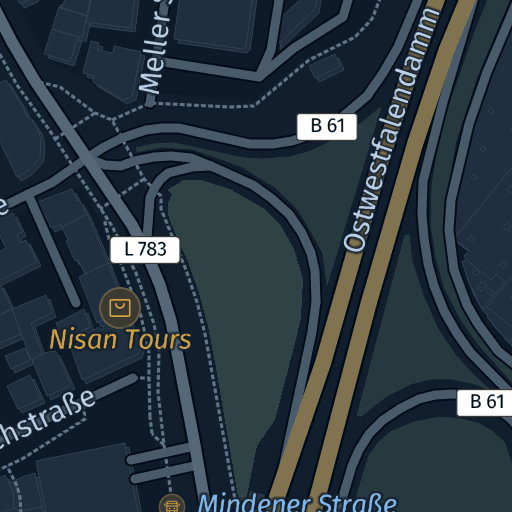 Meller S
B 61
Ostwestfalendamm
e
L 783
Nisan Tours
B 61
chstraße
Mindener Straße